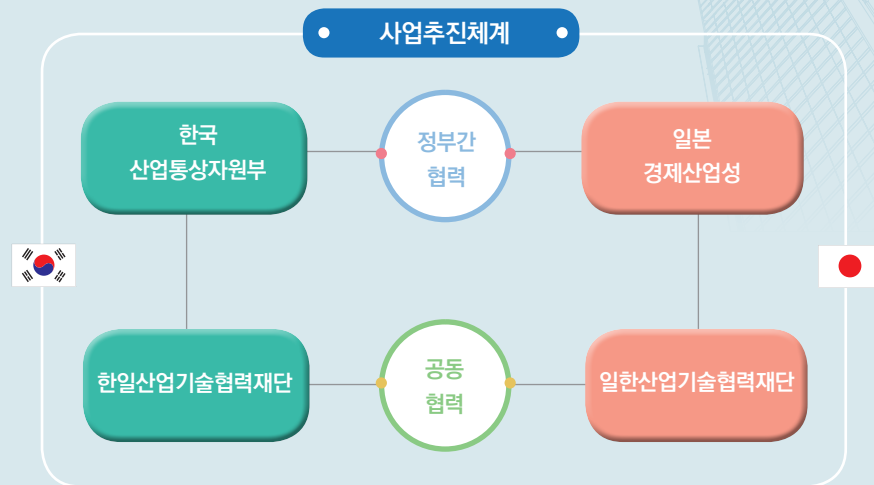 사업추진체계
한국
산업통상자원부
정부간
협력
일본
경제산업성
한일산업기술협력재단
공동
협력
일한산업기술협력재단